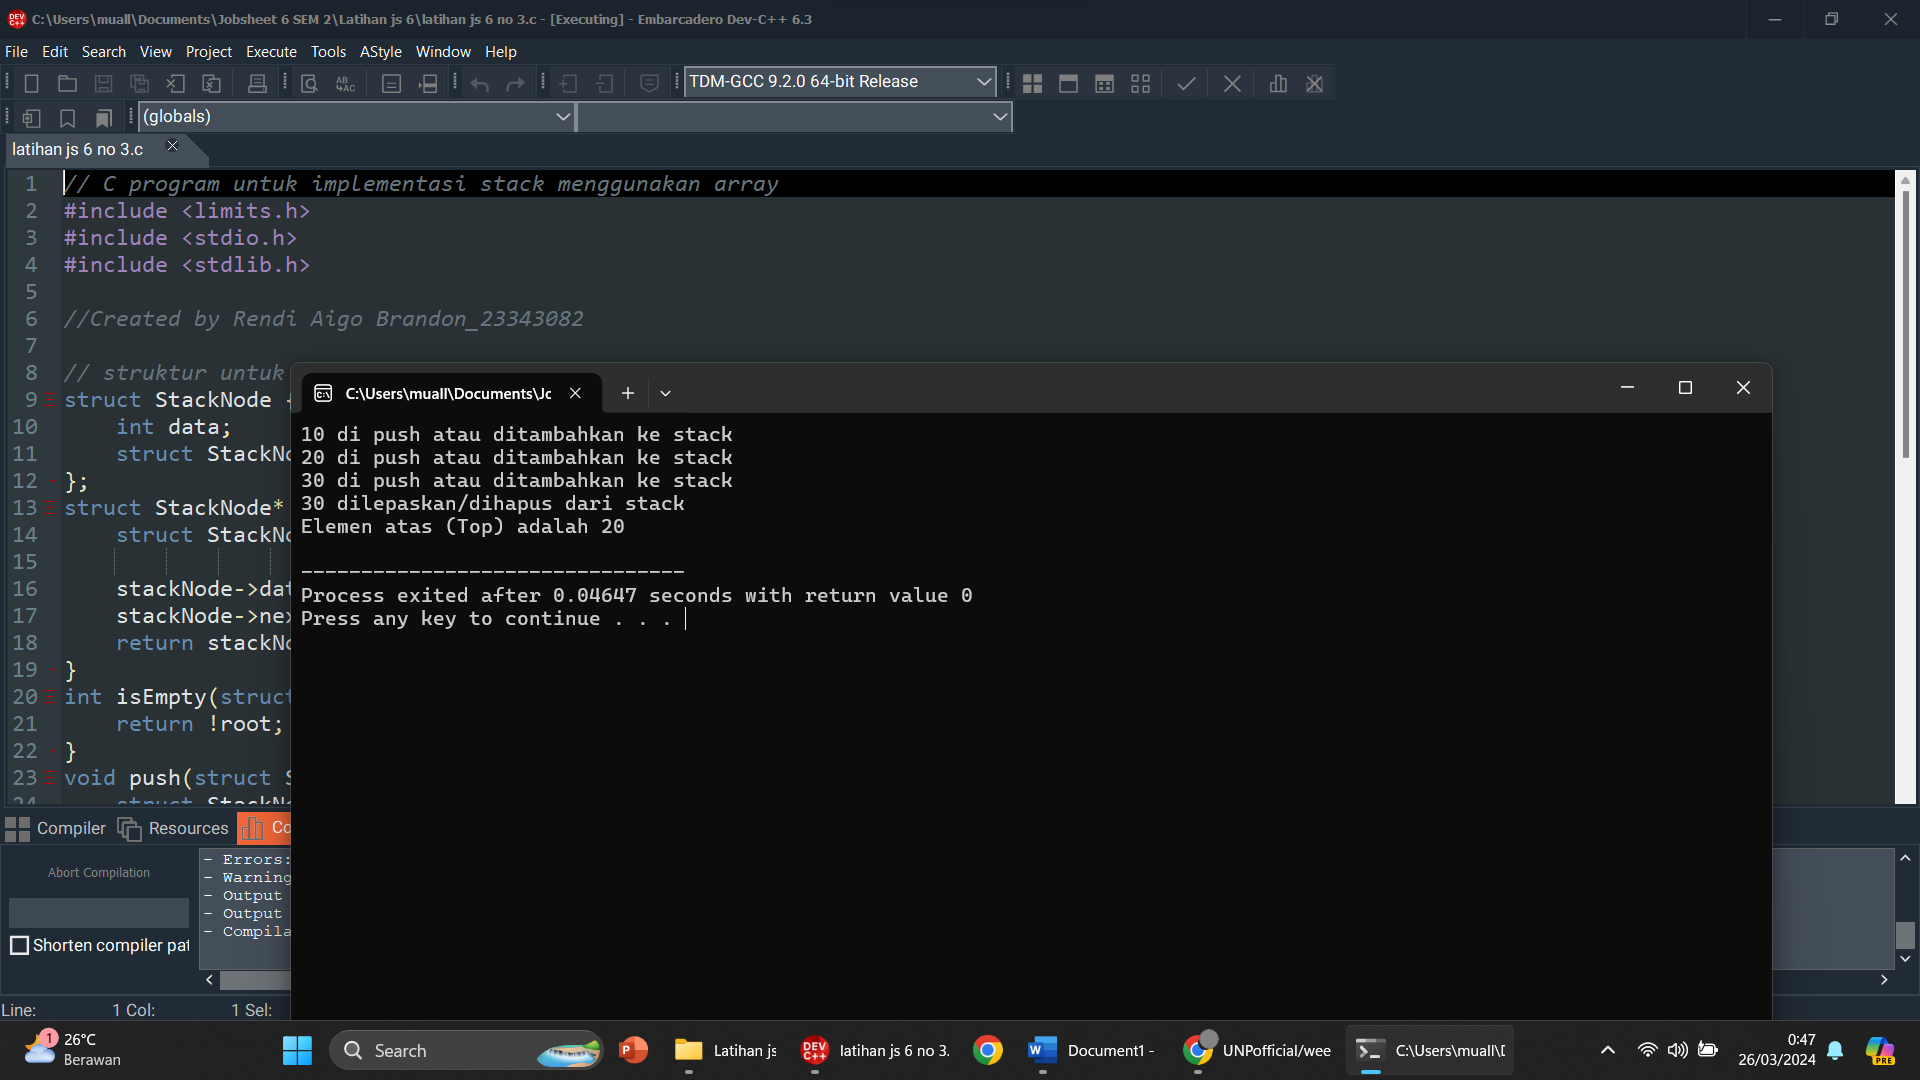 C:\Users\muall\Documents\Jobsheet 6 SEM 2\Latihan js 6\latihan js 6 no 3.c - [Executing] - Embarcadero Dev-C++ 6.3
File Edit Search View Project Execute Tools AStyle Window Help
TDM-GCC 9.2.0 64-bit Release
(globals)
latihan js 6 no 3.c
1 // C program untuk implementasi stack menggunakan array
2 #include <limits.h>
3 #include <stdio.h>
4 #include <stdlib.h>
5
6 //Created by Rendi Aigo Brandon_23343082
7
8 // struktur untuk
9 struct StackNode {
10 int data;
11 struct StackNo
12 };
13 struct StackNode*
14 struct StackNo
15
16 stackNode->dat
17 stackNode->nex
18 return stackNo
19 }
20 int isEmpty(struct
21 return !root;
22 }
23 void push(struct S
24 struct StackNo
C:\Users\muall\Documents\Jc
10 di push atau ditambahkan ke stack
20 di push atau ditambahkan ke stack
30 di push atau ditambahkan ke stack
30 dilepaskan/dihapus dari stack
Elemen atas (Top) adalah 20
--------------------------------
Process exited after 0.04647 seconds with return value 0
Press any key to continue . . .
Compiler Resources Co
Abort Compilation
Shorten compiler pat
- Errors:
- Warning
- Output
- Output
- Compila
Line: 1 Col: 1 Sel:
1
26°C
Berawan
Search
Latihan js
latihan js 6 no 3.
Document1 -
UNPofficial/wee
C:\Users\muall\D
0:47
26/03/2024
PRE